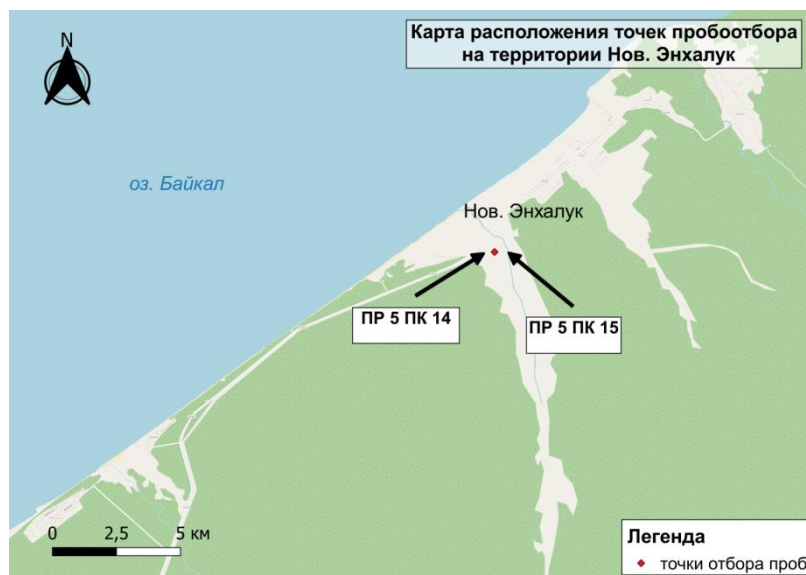 Карта расположения точек пробоотбора
на территории Нов. Энхалук
N
оз. Байкал
Нов. Энхалук
ПР 5 ПК 14
ПР 5 ПК 15
0 2,5 5 км
Легенда
точки отбора проб